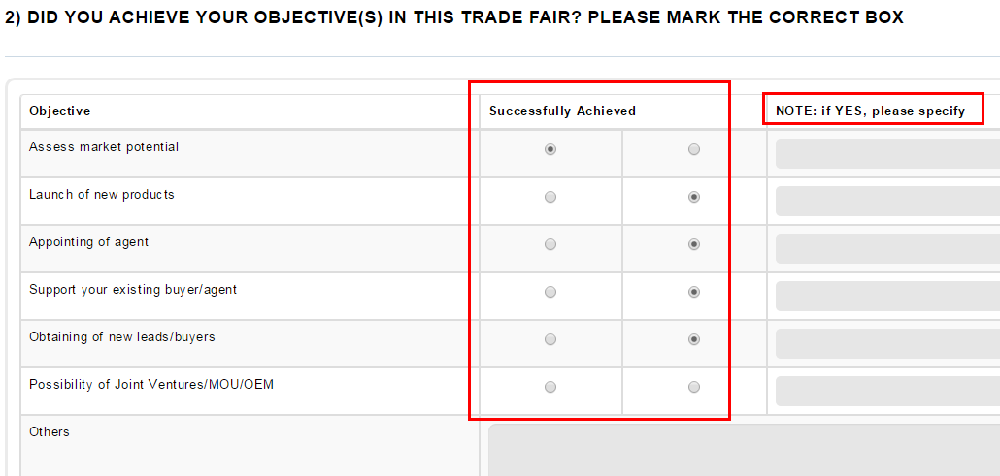 2) DID YOU ACHIEVE YOUR OBJECTIVE(S) IN THIS TRADE FAIR? PLEASE MARK THE CORRECT BOX
Objective Successfully Achieved NOTE: if YES, please specify
Assess market potential
Launch of new products
Appointing of agent
Support your existing buyer/agent
Obtaining of new leads/buyers
Possibility of Joint Ventures/MOU/OEM
Others